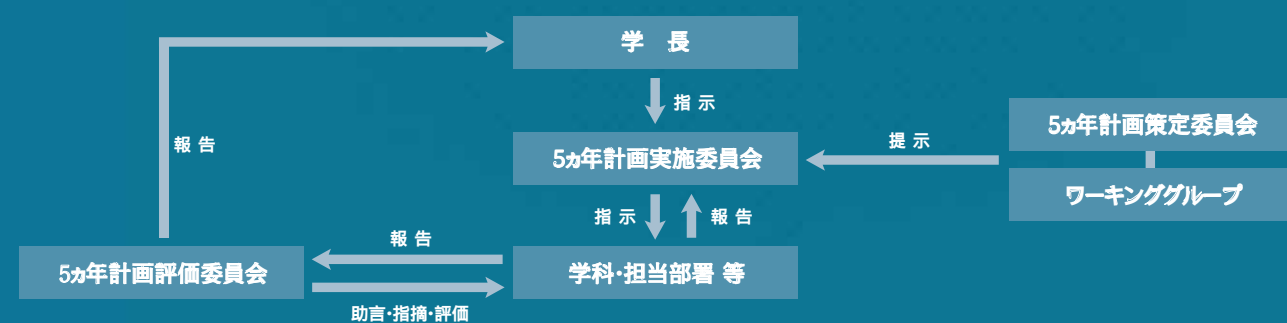 学　長
指 示
5ヵ年計画策定委員会
提 示
報 告
5ヵ年計画実施委員会
ワーキンググループ
指 示
報 告
報 告
5ヵ年計画評価委員会
学科・担当部署 等
助言・指摘・評価